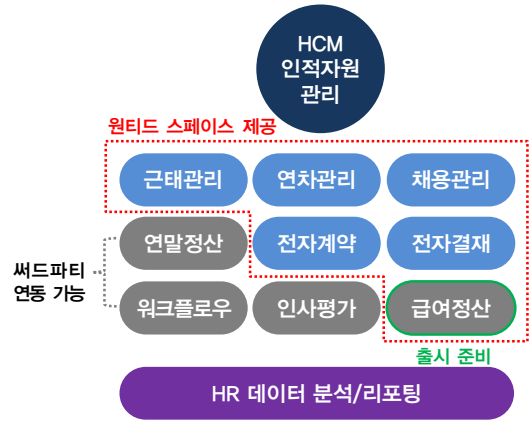 HCM
인적자원
관리
원티드 스페이스 제공
근태관리
연차관리
채용관리
연말정산
전자계약
전자결재
써드파티
연동 가능
워크플로우
인사평가
급여정산
출시 준비
HR 데이터 분석/리포팅